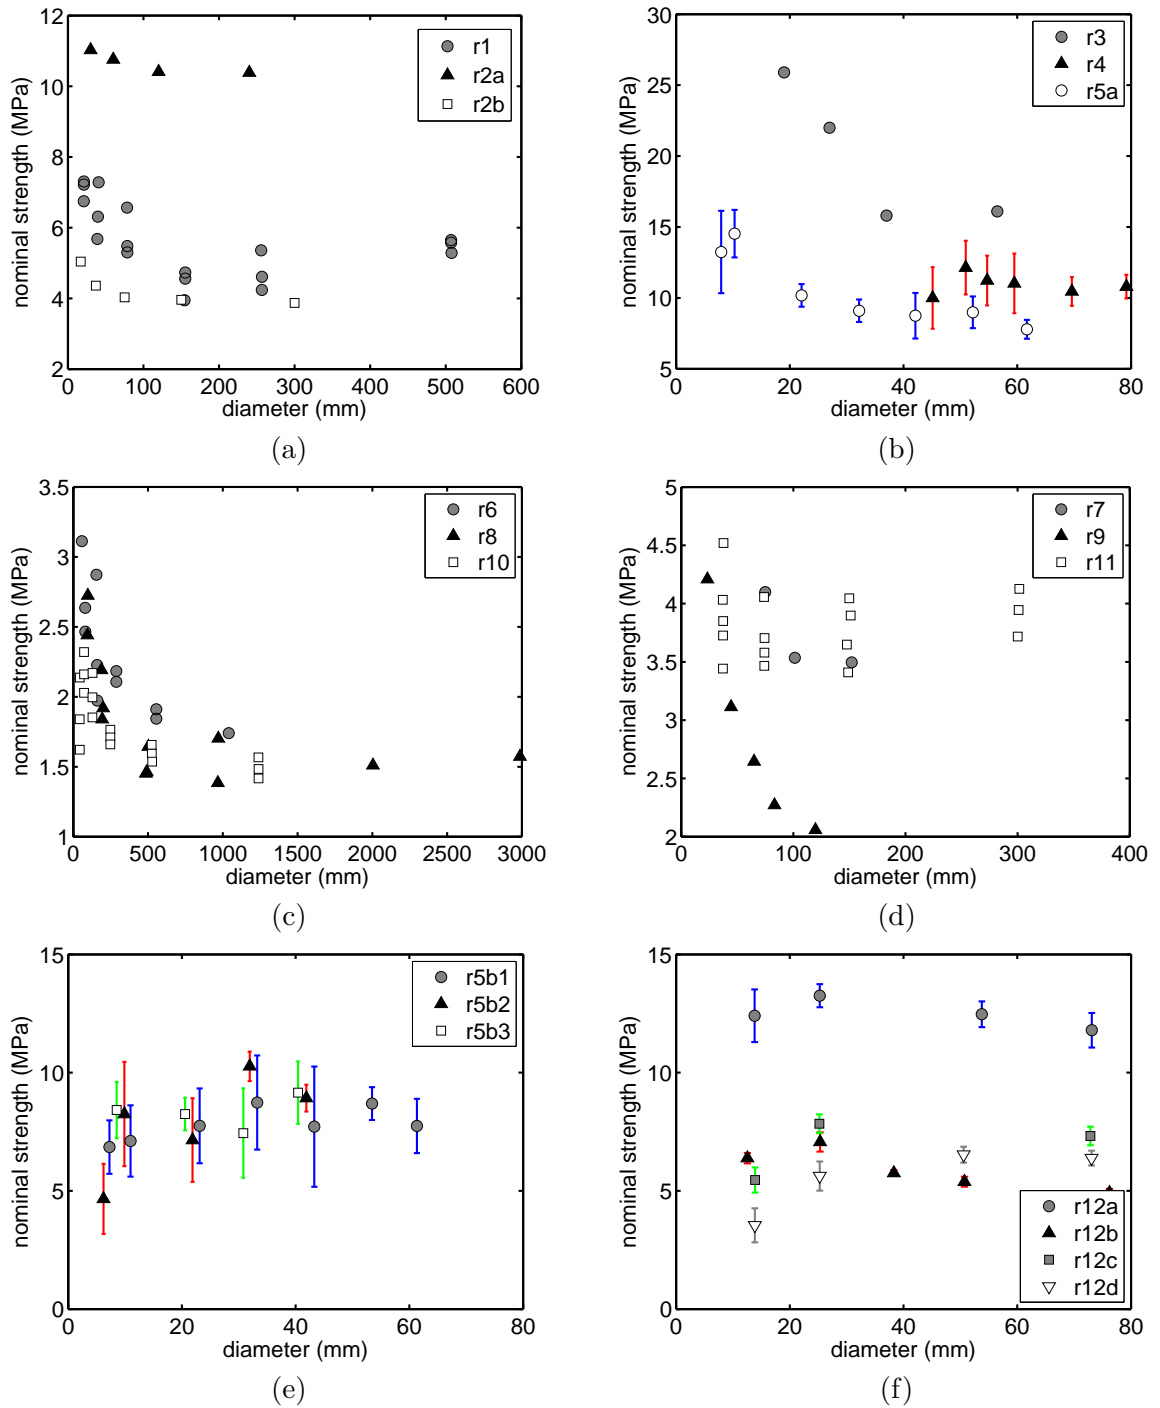 12
10
8
6
4
2
0 100 200 300 400 500 600
nominal strength (MPa)
diameter (mm)
r1
r2a
r2b
(a)
30
25
20
15
10
5
0 20 40 60 80
nominal strength (MPa)
diameter (mm)
r3
r4
r5a
(b)
3.5
3
2.5
2
1.5
1
0 500 1000 1500 2000 2500 3000
nominal strength (MPa)
diameter (mm)
r6
r8
r10
(c)
5
4.5
4
3.5
3
2.5
2
0 100 200 300 400
nominal strength (MPa)
diameter (mm)
r7
r9
r11
(d)
15
10
5
0
0 20 40 60 80
nominal strength (MPa)
diameter (mm)
r5b1
r5b2
r5b3
(e)
15
10
5
0
0 20 40 60 80
nominal strength (MPa)
diameter (mm)
r12a
r12b
r12c
r12d
(f)